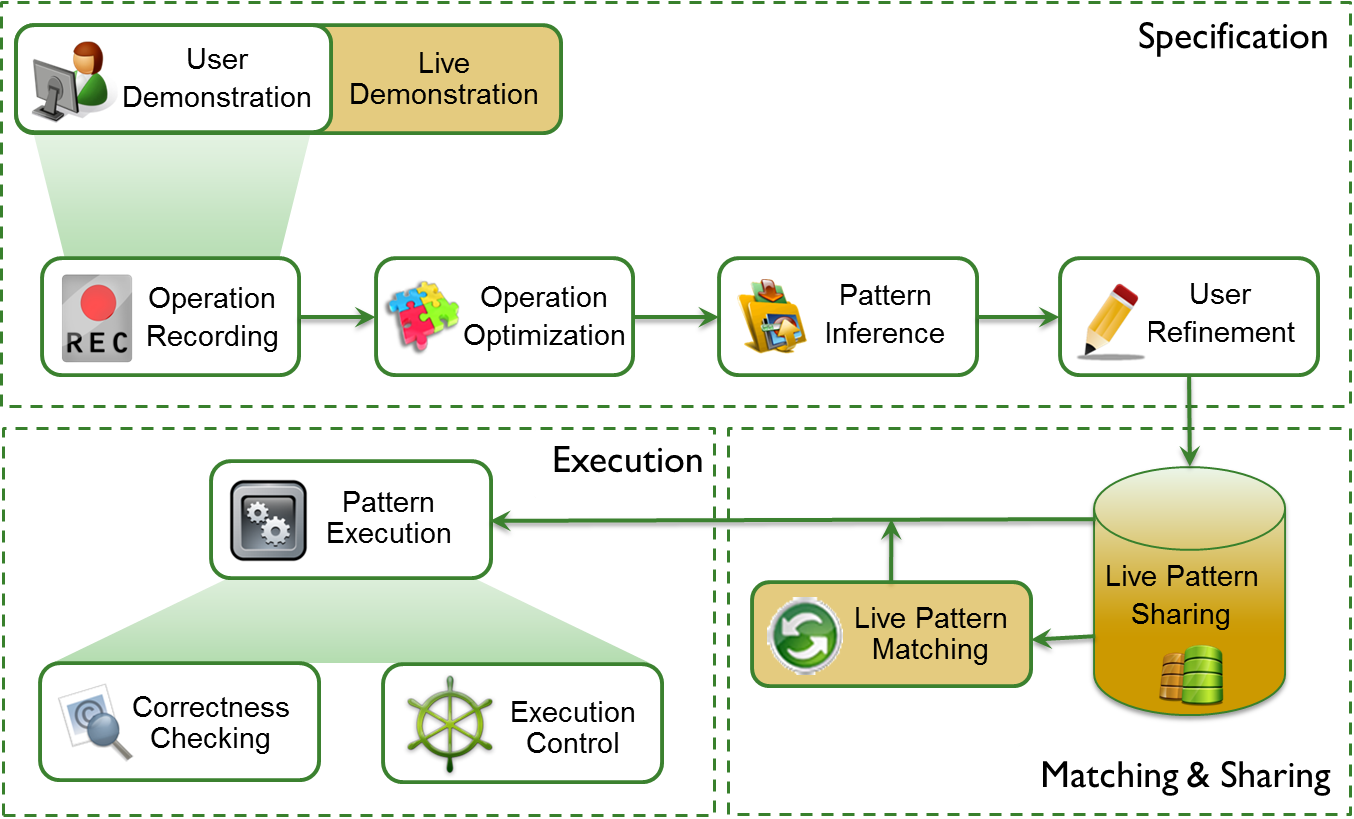 Specification
User
Demonstration
Live
Demonstration
REC
Operation
Recording
Operation
Optimization
Pattern
Inference
User
Refinement
Execution
Pattern
Execution
Live Pattern
Sharing
Live Pattern
Matching
C
Correctness
Checking
Execution
Control
Matching & Sharing